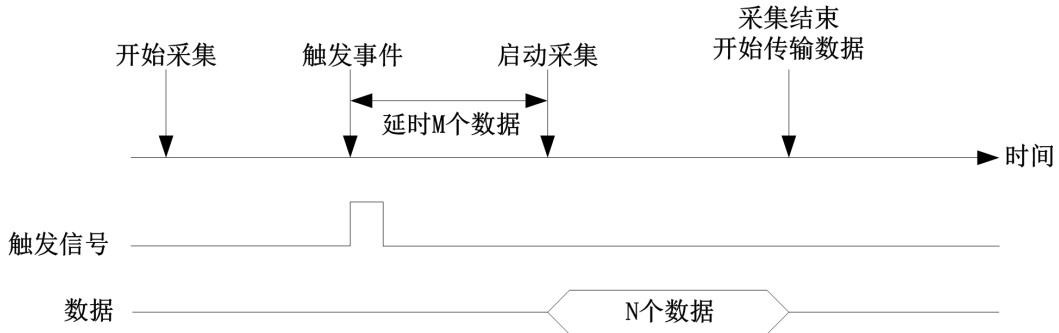 采集结束
开始传输数据
开始采集
触发事件
启动采集
延时M个数据
时间
触发信号
数据
N个数据